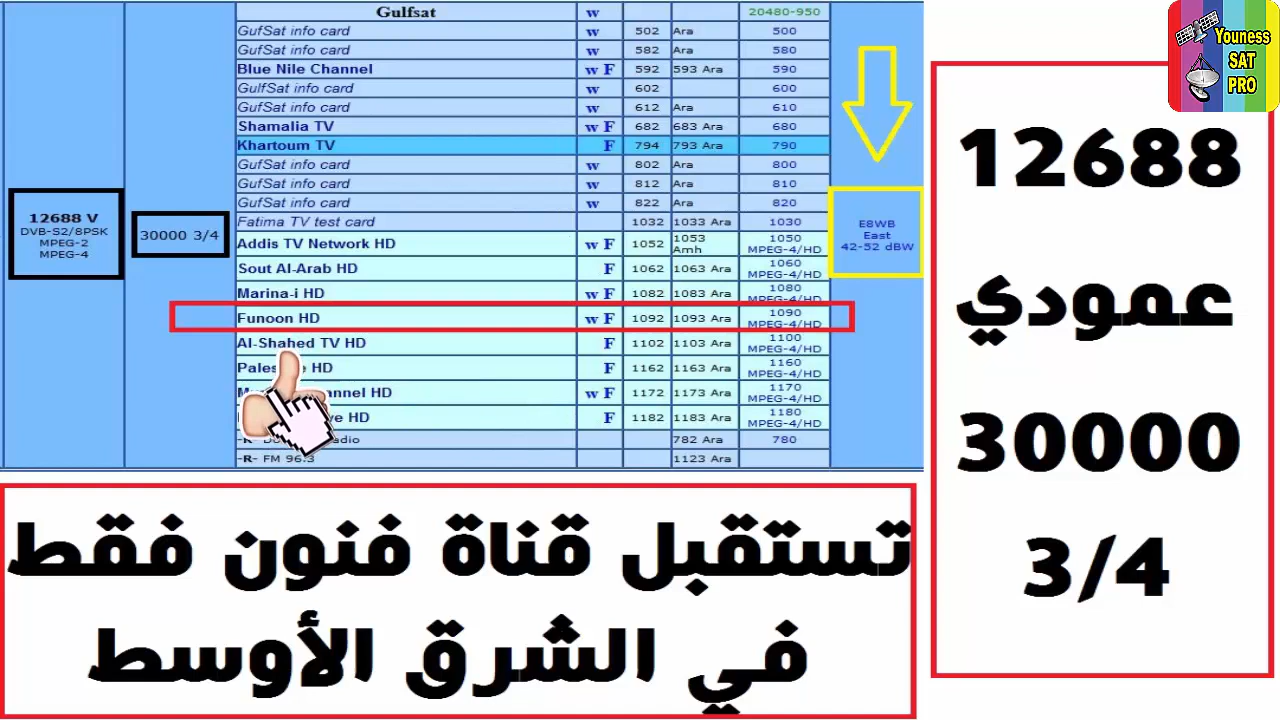 Gulfsat w 20480-950
GufSat info card w 502 Ara 500
GufSat info card w 582 Ara 580
Blue Nile Channel w F 592 593 Ara 590
GulfSat info card w 602 600
GufSat info card w 612 Ara 610
Shamalia TV w F 682 683 Ara 680
Khartoum TV F 794 793 Ara 790
GufSat info card w 802 Ara 800
GufSat info card w 812 Ara 810
GufSat info card w 822 Ara 820
Fatima TV test card 1032 1033 Ara 1030
Addis TV Network HD w F 1052 1053 Amh 1050 MPEG-4/HD
Sout Al-Arab HD F 1062 1063 Ara 1060 MPEG-4/HD
Marina-i HD w F 1082 1083 Ara 1080 MPEG-4/HD
Funoon HD w F 1092 1093 Ara 1090 MPEG-4/HD
Al-Shahed TV HD F 1102 1103 Ara 1100 MPEG-4/HD
HD F 1162 1163 Ara 1160 MPEG-4/HD
HD w F 1172 1173 Ara 1170 MPEG-4/HD
HD F 1182 1183 Ara 1180 MPEG-4/HD
-R- 782 Ara 780
-R- FM 96.3 1123 Ara
12688 V
DVB-S2/8PSK
MPEG-2
MPEG-4
30000 3/4
E8WB
East
42-52 dBW
Youness
SAT
PRO
12688
عمودي
30000
3/4
تستقبل قناة فنون فقط
في الشرق الأوسط